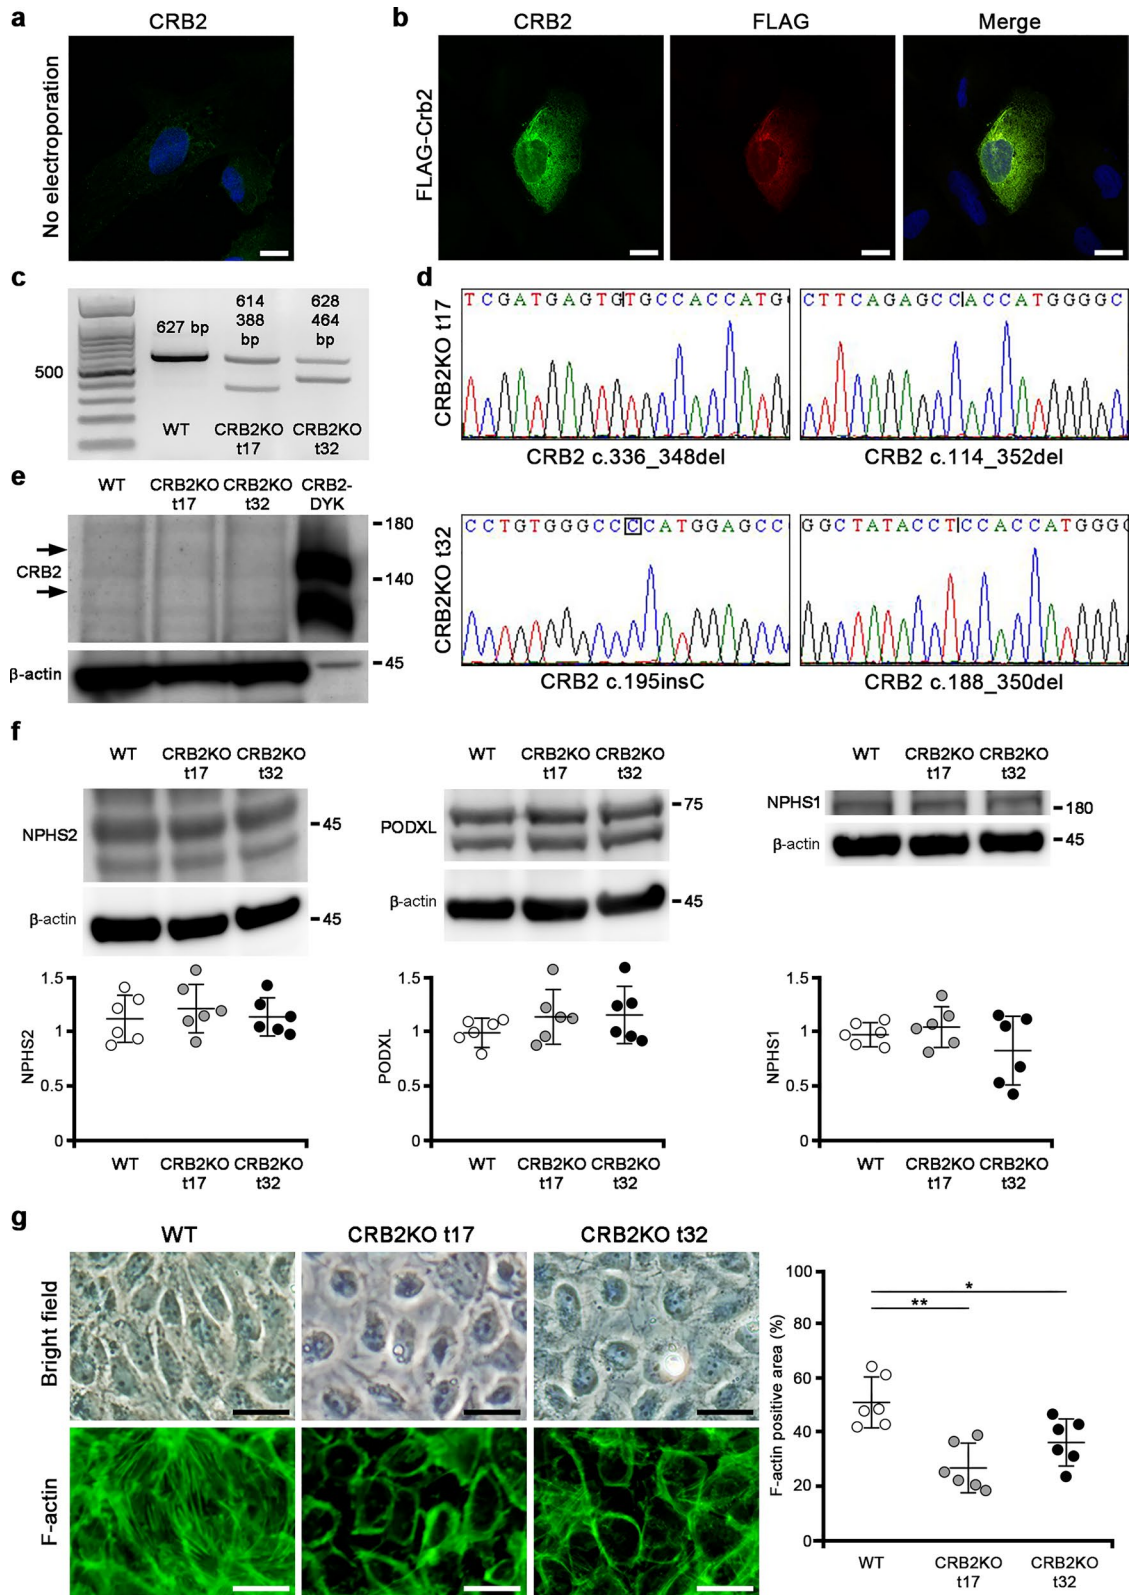 a
CRB2
No electroporation
b
CRB2 FLAG Merge
FLAG-Crb2
c
627 bp
614
388
bp
628
464
bp
500
WT
CRB2KO
t17
CRB2KO
t32
d
CRB2KO t17
TCGATGAGTGTGCCACCATG
CRB2 c.336_348del
CTTCAGAGCCACCATGGGGC
CRB2 c.114_352del
CRB2KO t32
CCTGTGGGCCCCATGGAGCC
CRB2 c.195insC
GGCTATACCTCCACCATGGGG
CRB2 c.188_350del
e
WT
CRB2KO
t17
CRB2KO
t32
CRB2-
DYK
180
CRB2
140
β-actin
45
f
WT
CRB2KO
t17
CRB2KO
t32
NPHS2
45
β-actin
45
WT
CRB2KO
t17
CRB2KO
t32
PODXL
75
β-actin
45
WT
CRB2KO
t17
CRB2KO
t32
NPHS1
180
β-actin
45
NPHS2
1.5
1
0.5
0
WT
CRB2KO
t17
CRB2KO
t32
PODXL
1.5
1
0.5
0
WT
CRB2KO
t17
CRB2KO
t32
NPHS1
1.5
1
0.5
0
WT
CRB2KO
t17
CRB2KO
t32
g
WT CRB2KO t17 CRB2KO t32
Bright field
F-actin
F-actin positive area (%)
100
80
60
40
20
0
*
**
WT
CRB2KO
t17
CRB2KO
t32